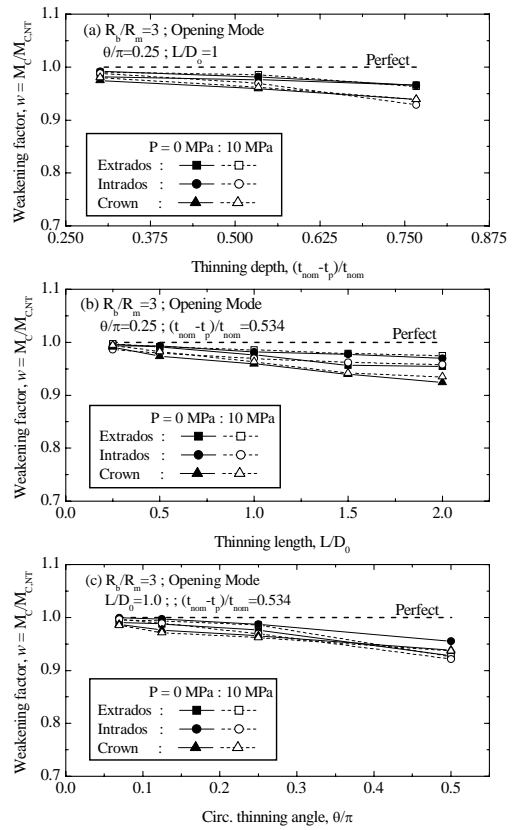 (a) R_b/R_m=3 ; Opening Mode
θ/π=0.25 ; L/D_o=1
Perfect
P = 0 MPa : 10 MPa
Extrados :
Intrados :
Crown :
Weakening factor, w = M_C/M_C,NT
1.1
1.0
0.9
0.8
0.7
0.250 0.375 0.500 0.625 0.750 0.875
Thinning depth, (t_nom-t_p)/t_nom
(b) R_b/R_m=3 ; Opening Mode
θ/π=0.25 ; (t_nom-t_p)/t_nom=0.534
Perfect
P = 0 MPa : 10 MPa
Extrados :
Intrados :
Crown :
Weakening factor, w = M_C/M_C,NT
1.1
1.0
0.9
0.8
0.7
0.0 0.5 1.0 1.5 2.0
Thinning length, L/D_0
(c) R_b/R_m=3 ; Opening Mode
L/D_0=1.0 ; ; (t_nom-t_p)/t_nom=0.534
Perfect
P = 0 MPa : 10 MPa
Extrados :
Intrados :
Crown :
Weakening factor, w = M_C/M_C,NT
1.1
1.0
0.9
0.8
0.7
0.0 0.1 0.2 0.3 0.4 0.5
Circ. thinning angle, θ/π